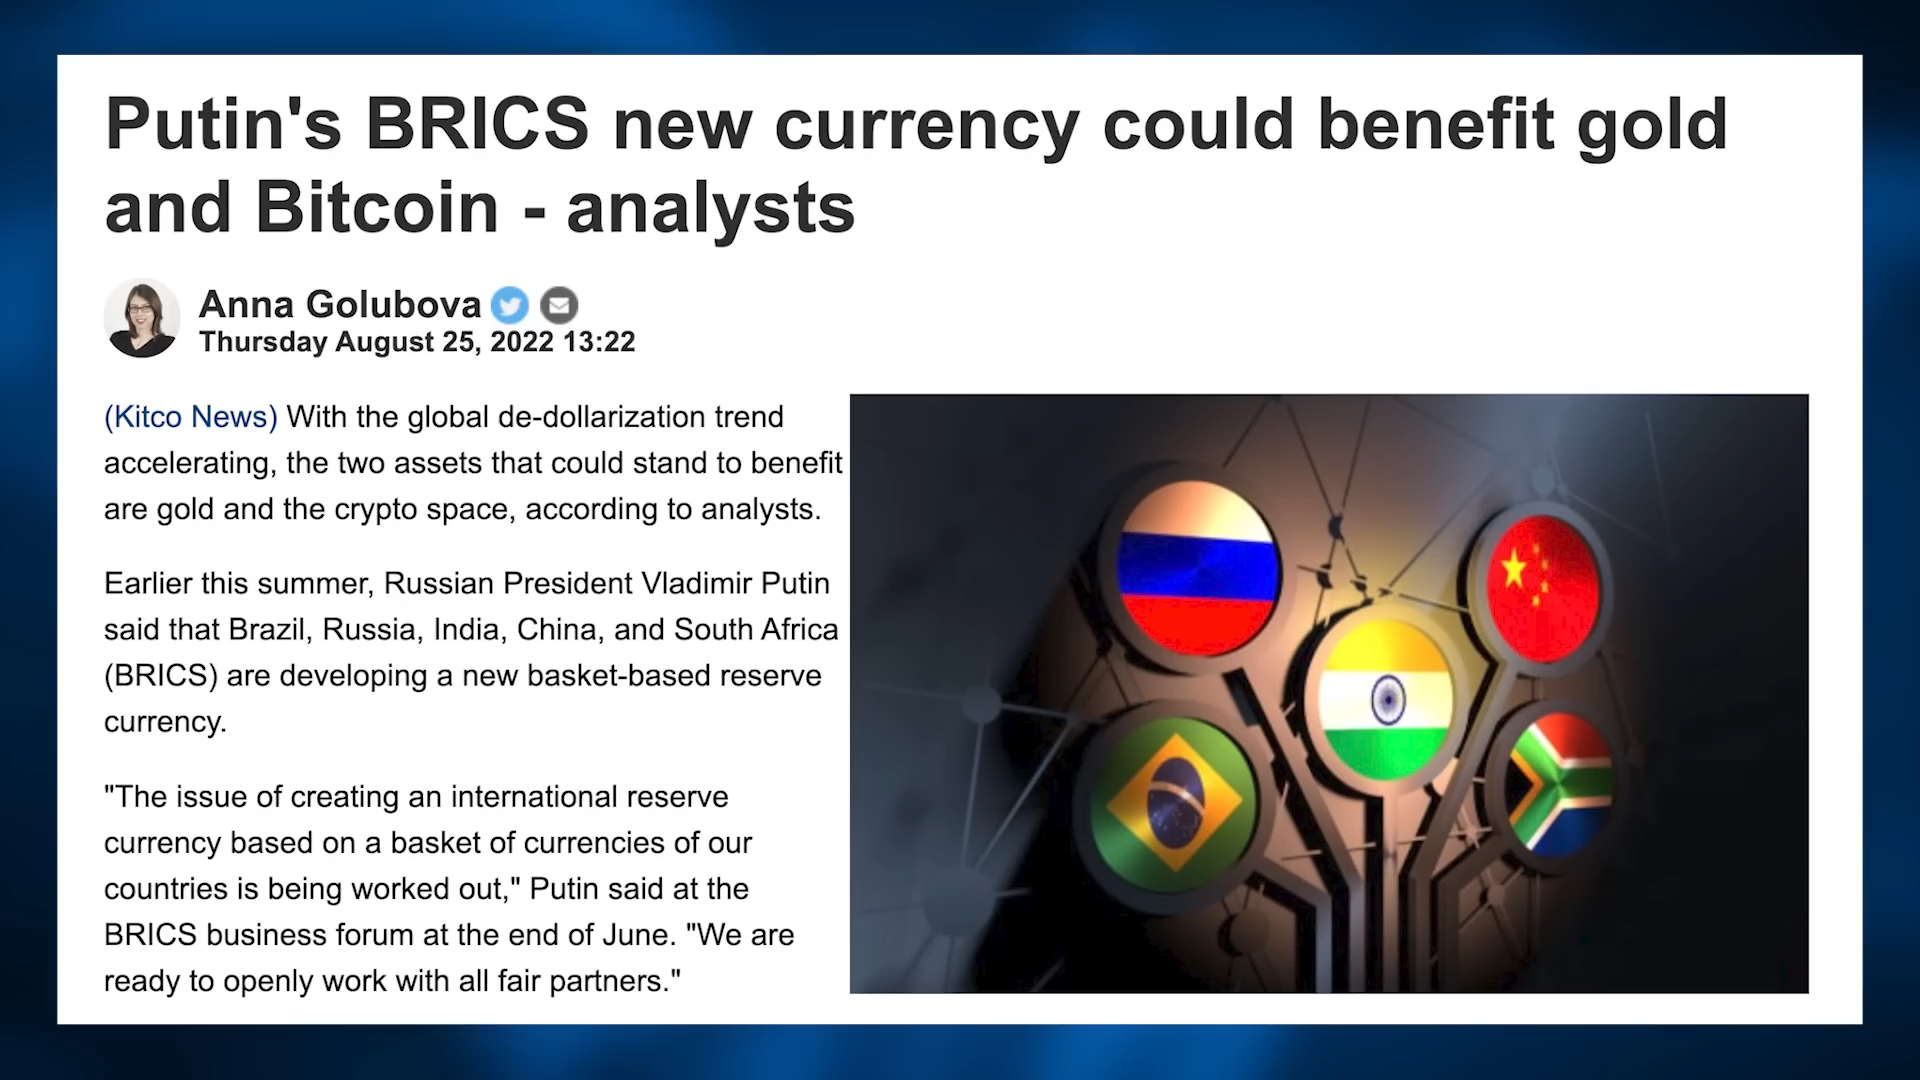 Putin's BRICS new currency could benefit gold
and Bitcoin - analysts
Anna Golubova
Thursday August 25, 2022 13:22
(Kitco News) With the global de-dollarization trend
accelerating, the two assets that could stand to benefit
are gold and the crypto space, according to analysts.
Earlier this summer, Russian President Vladimir Putin
said that Brazil, Russia, India, China, and South Africa
(BRICS) are developing a new basket-based reserve
currency.
"The issue of creating an international reserve
currency based on a basket of currencies of our
countries is being worked out," Putin said at the
BRICS business forum at the end of June. "We are
ready to openly work with all fair partners."